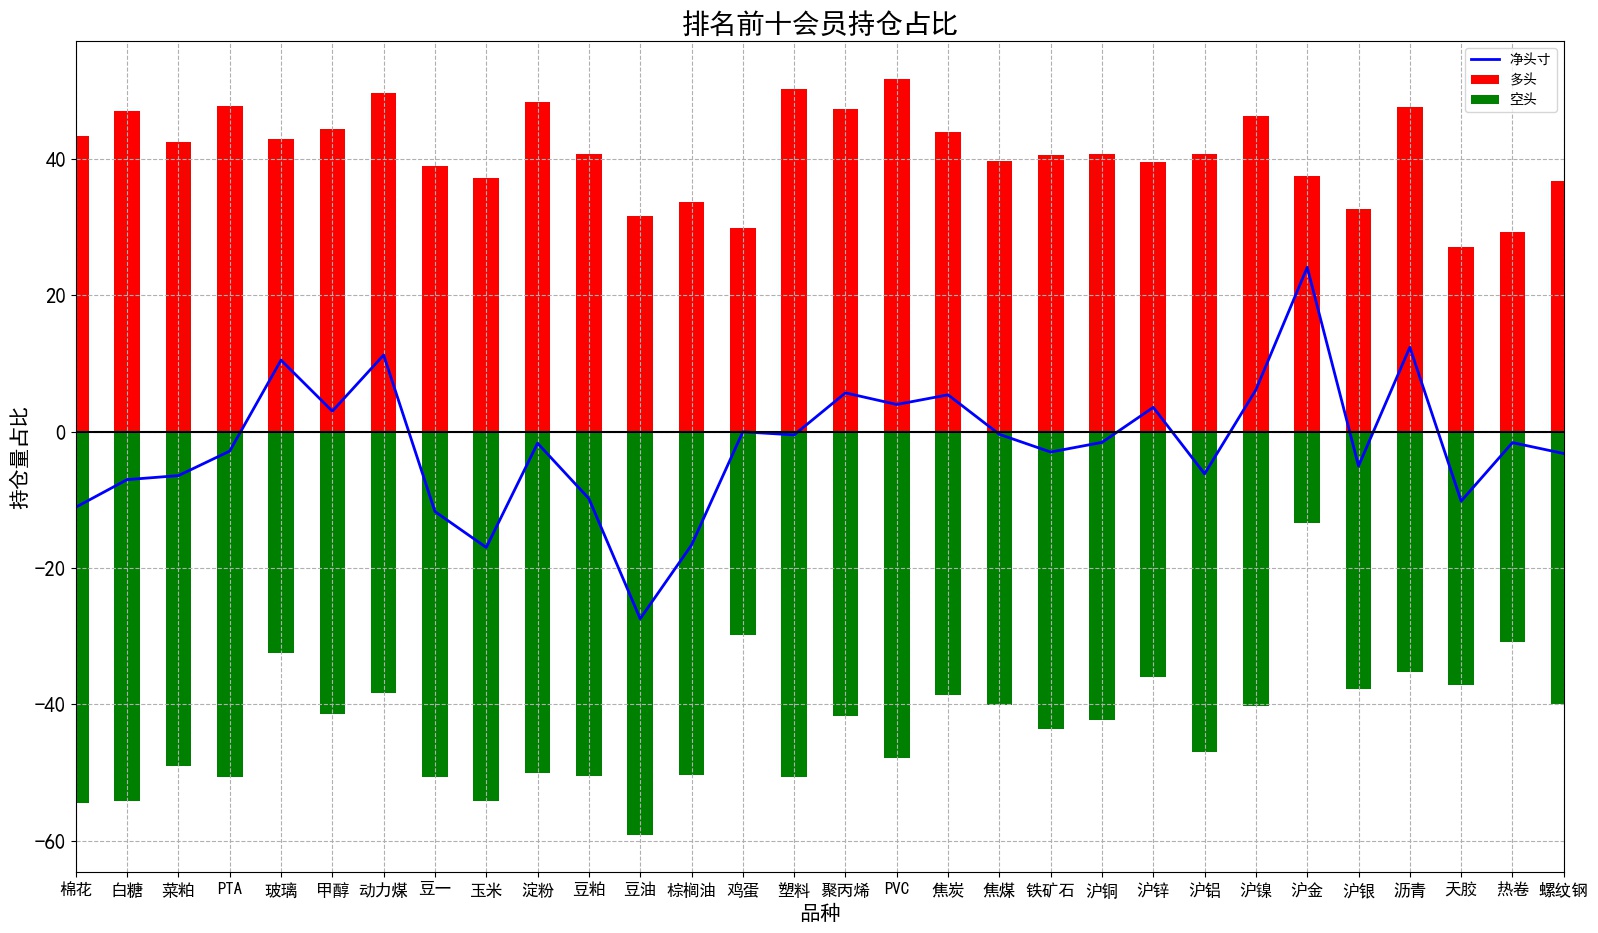 排名前十会员持仓占比
净头寸
多头
空头
持仓量占比
40
20
0
−20
−40
−60
棉花 白糖 菜粕 PTA 玻璃 甲醇 动力煤 豆一 玉米 淀粉 豆粕 豆油 棕榈油 鸡蛋 塑料 聚丙烯 PVC 焦炭 焦煤 铁矿石 沪铜 沪锌 沪铝 沪镍 沪金 沪银 沥青 天胶 热卷 螺纹钢
品种